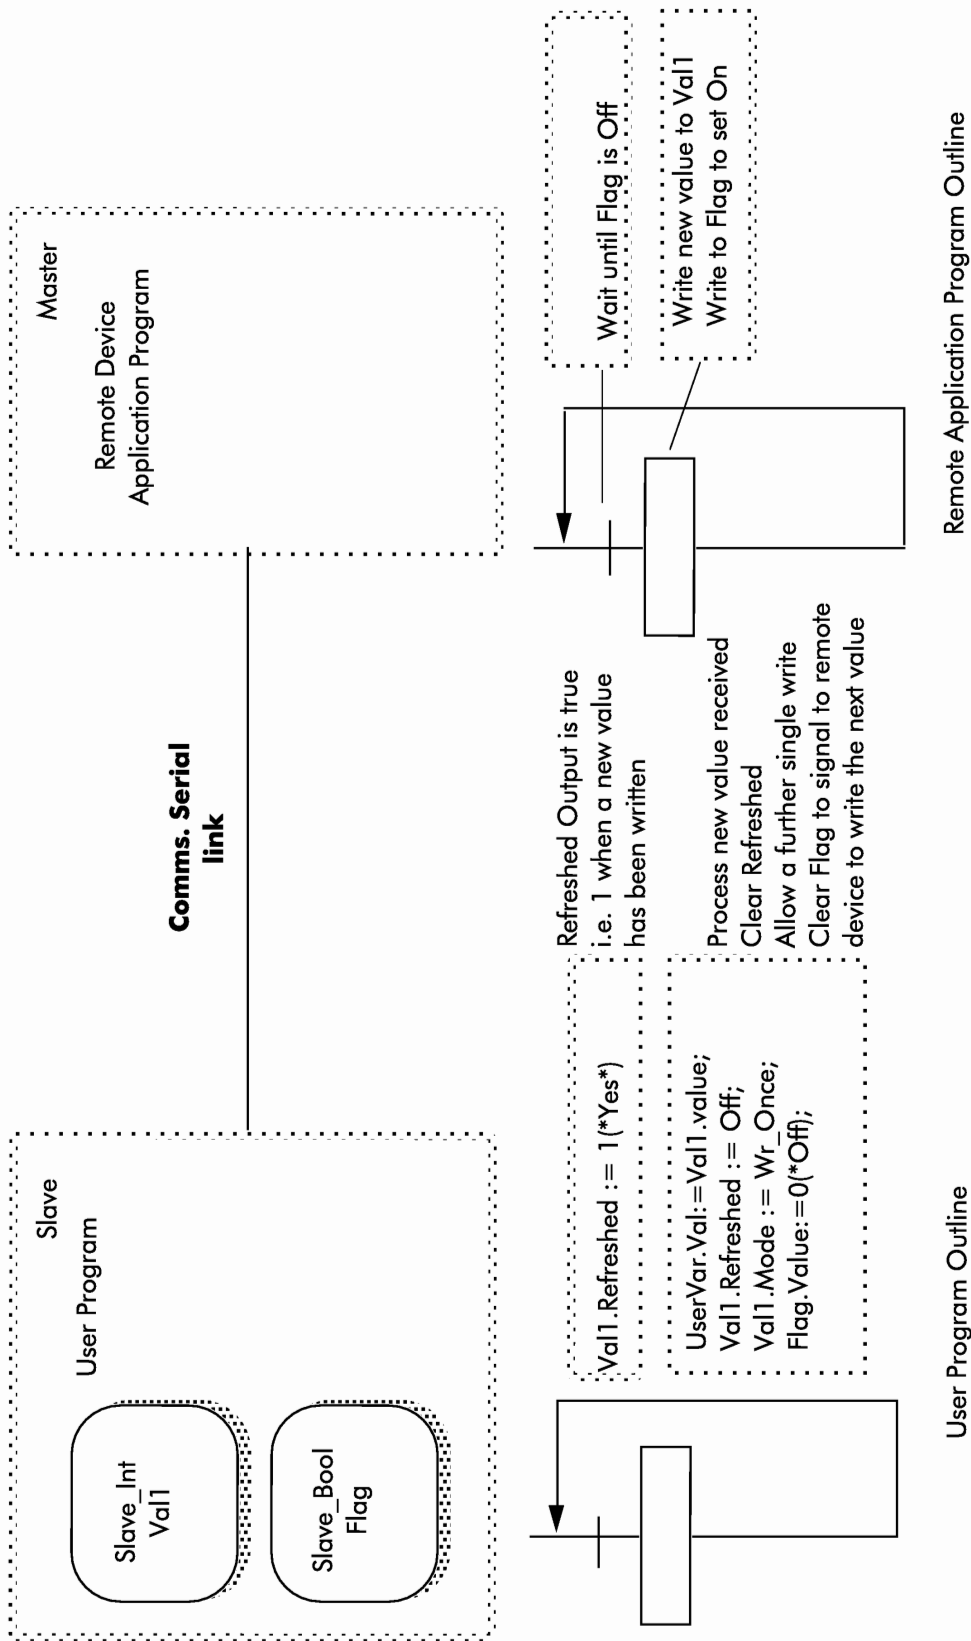 Slave
User Program
Slave_Int
Val1
Slave_Bool
Flag
Comms. Serial
link
Master
Remote Device
Application Program
Val1.Refreshed := 1(*Yes*)
Refreshed Output is true
i.e. 1 when a new value
has been written
UserVar.Val:=Val1.value;
Val1.Refreshed := Off;
Val1.Mode := Wr_Once;
Flag.Value:=0(*Off);
Process new value received
Clear Refreshed
Allow a further single write
Clear Flag to signal to remote
device to write the next value
User Program Outline
Wait until Flag is Off
Write new value to Val1
Write to Flag to set On
Remote Application Program Outline